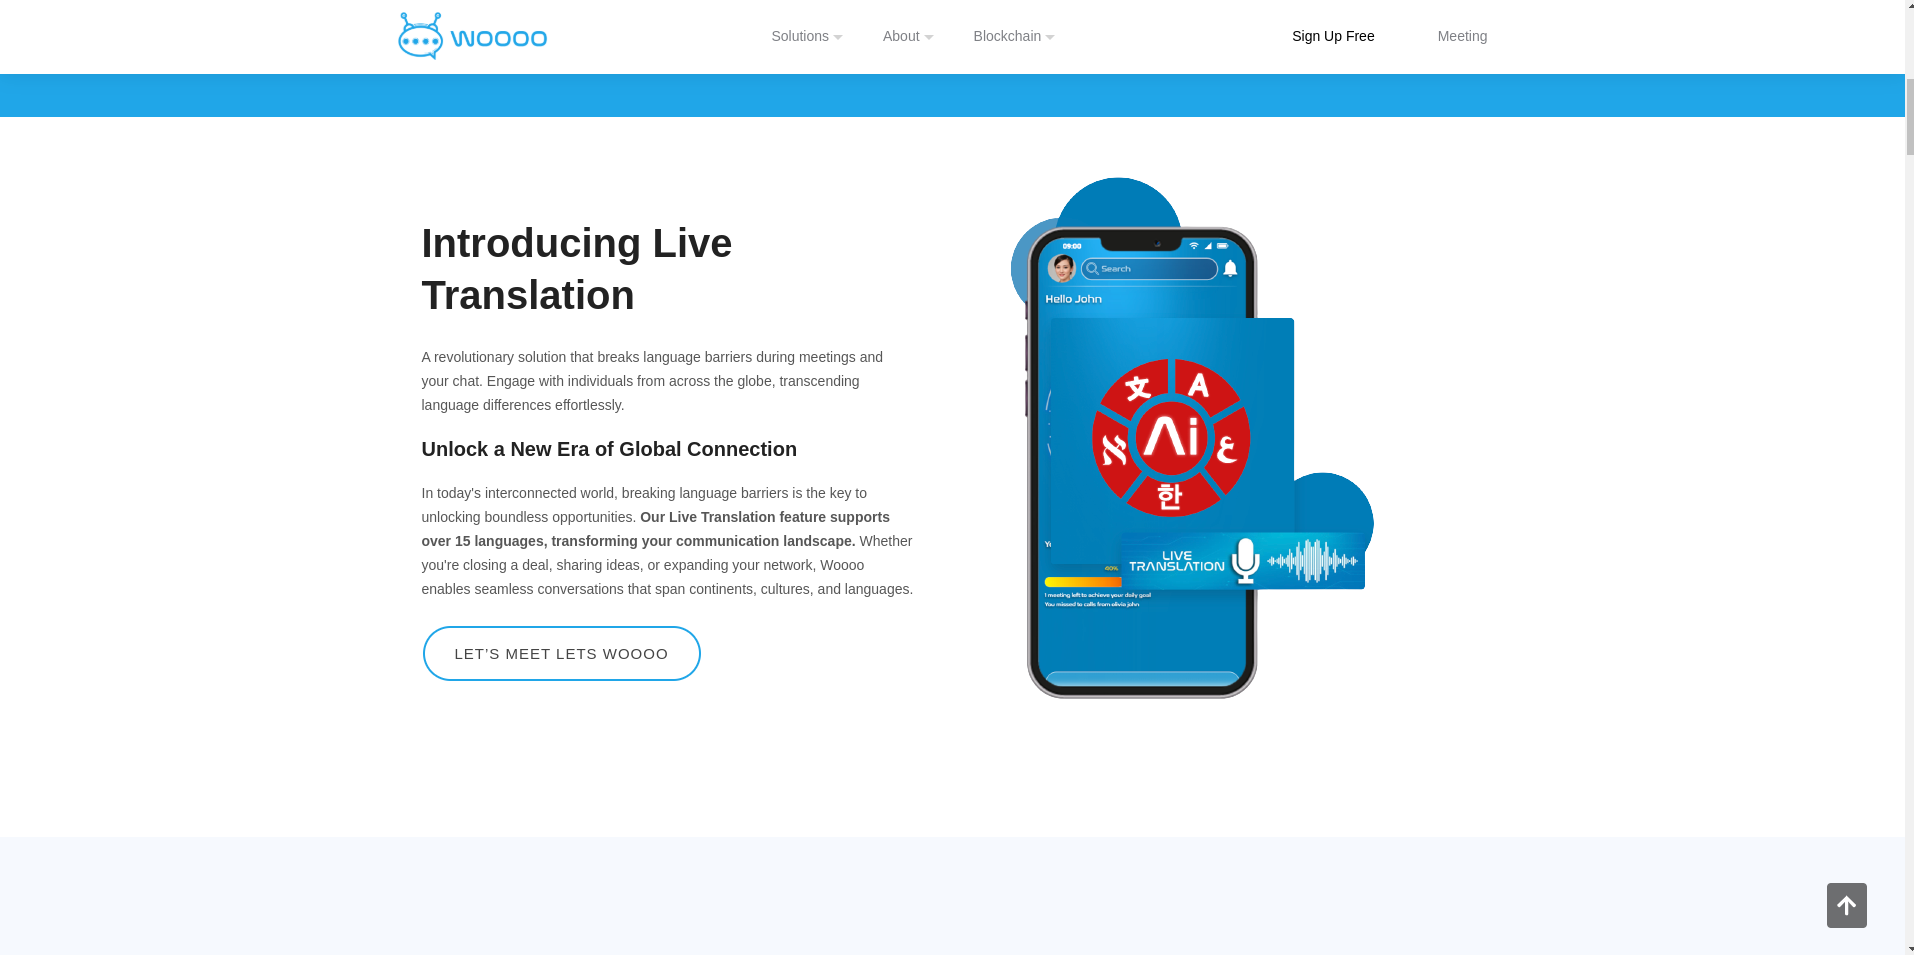 WOOOO
Solutions
About
Blockchain
Sign Up Free
Meeting
Introducing Live
Translation
A revolutionary solution that breaks language barriers during meetings and
your chat. Engage with individuals from across the globe, transcending
language differences effortlessly.
Unlock a New Era of Global Connection
In today's interconnected world, breaking language barriers is the key to
unlocking boundless opportunities. Our Live Translation feature supports
over 15 languages, transforming your communication landscape. Whether
you're closing a deal, sharing ideas, or expanding your network, Woooo
enables seamless conversations that span continents, cultures, and languages.
LET’S MEET LETS WOOOO
09:00
Search
Hello John
文
A
א
Ai
ع
한
LIVE
TRANSLATION
60%
1 meeting left to achieve your daily goal
You missed to calls from olivia john